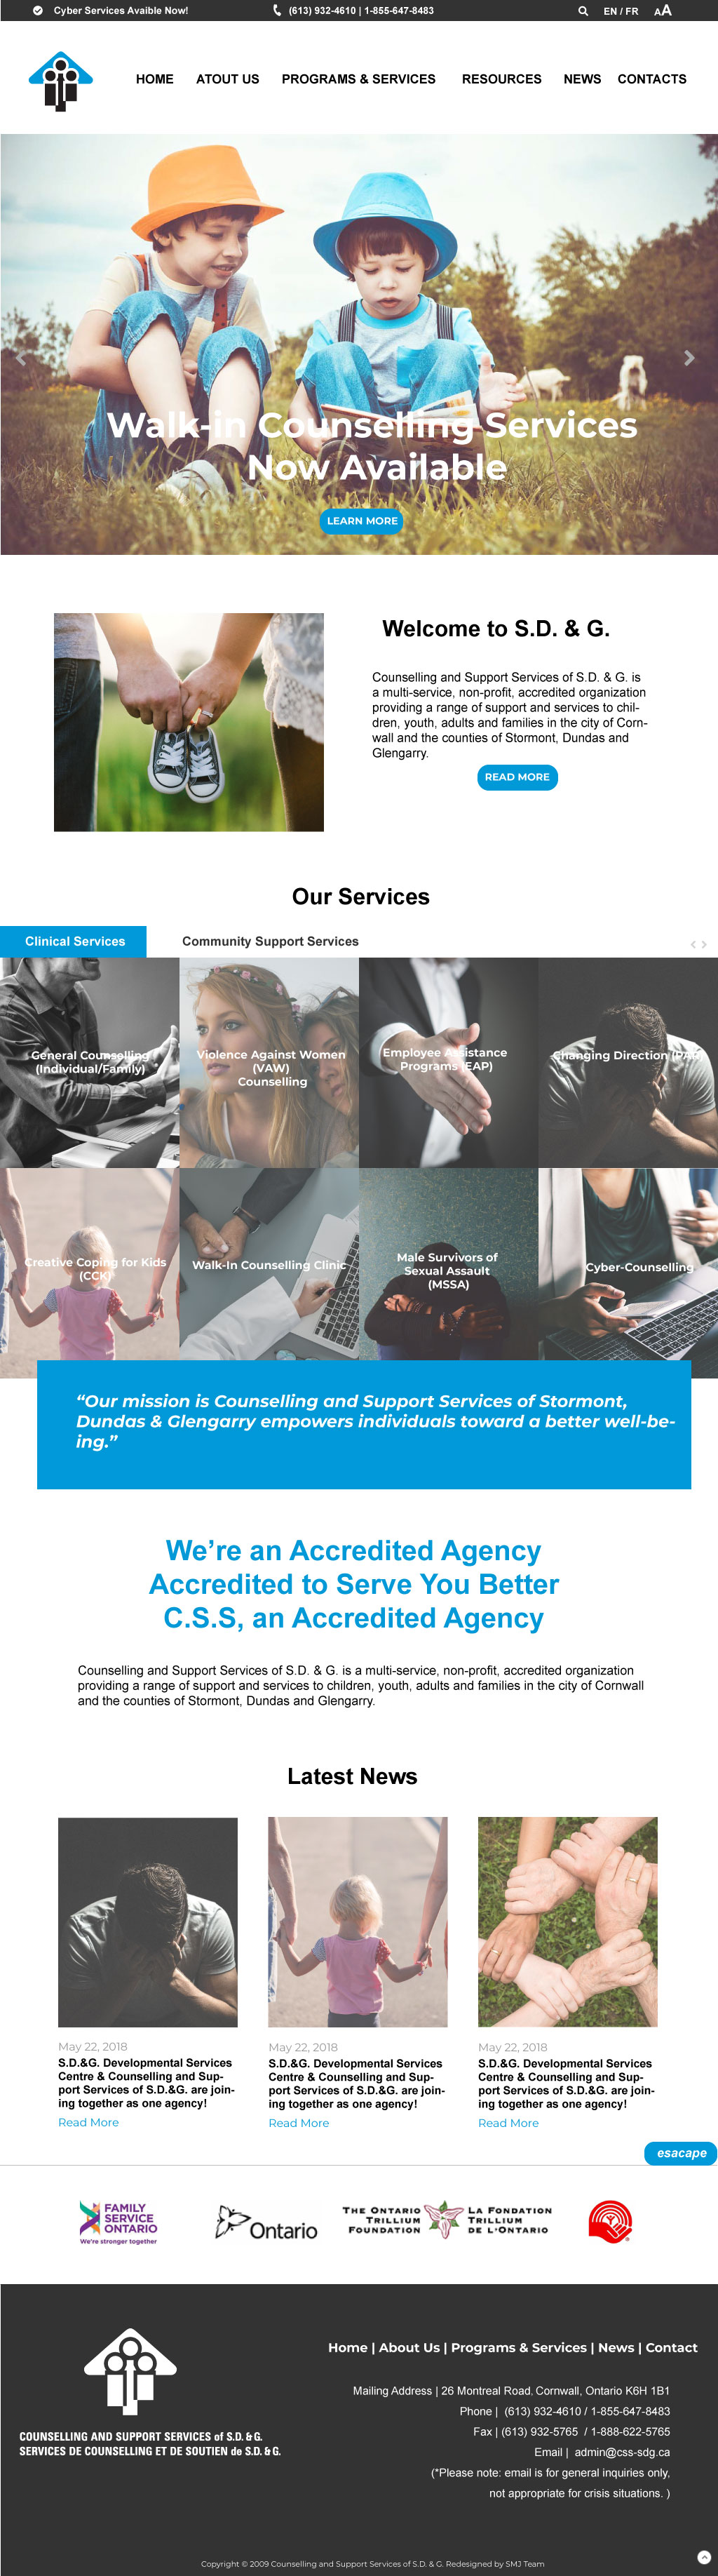 Cyber Services Avaible Now!
(613) 932-4610 | 1-855-647-8483
EN / FR
AA
HOME
ATOUT US
PROGRAMS & SERVICES
RESOURCES
NEWS
CONTACTS
Walk-in Counselling Services
Now Available
LEARN MORE
Welcome to S.D. & G.
Counselling and Support Services of S.D. & G. is
a multi-service, non-profit, accredited organization
providing a range of support and services to chil-
dren, youth, adults and families in the city of Corn-
wall and the counties of Stormont, Dundas and
Glengarry.
READ MORE
Our Services
Clinical Services
Community Support Services
General Counselling
(Individual/Family)
Violence Against Women
(VAW)
Counselling
Employee Assistance
Programs (EAP)
Changing Direction (PAR)
Creative Coping for Kids
(CCK)
Walk-In Counselling Clinic
Male Survivors of
Sexual Assault
(MSSA)
Cyber-Counselling
“Our mission is Counselling and Support Services of Stormont,
Dundas & Glengarry empowers individuals toward a better well-be-
ing.”
We’re an Accredited Agency
Accredited to Serve You Better
C.S.S, an Accredited Agency
Counselling and Support Services of S.D. & G. is a multi-service, non-profit, accredited organization
providing a range of support and services to children, youth, adults and families in the city of Cornwall
and the counties of Stormont, Dundas and Glengarry.
Latest News
May 22, 2018
S.D.&G. Developmental Services
Centre & Counselling and Sup-
port Services of S.D.&G. are join-
ing together as one agency!
Read More
May 22, 2018
S.D.&G. Developmental Services
Centre & Counselling and Sup-
port Services of S.D.&G. are join-
ing together as one agency!
Read More
May 22, 2018
S.D.&G. Developmental Services
Centre & Counselling and Sup-
port Services of S.D.&G. are join-
ing together as one agency!
Read More
esacape
FAMILY
SERVICE
ONTARIO
We're stronger together
Ontario
THE ONTARIO
TRILLIUM
FOUNDATION
LA FONDATION
TRILLIUM
DE L'ONTARIO
COUNSELLING AND SUPPORT SERVICES of S.D. & G.
SERVICES DE COUNSELLING ET DE SOUTIEN de S.D. & G.
Home | About Us | Programs & Services | News | Contact
Mailing Address | 26 Montreal Road, Cornwall, Ontario K6H 1B1
Phone | (613) 932-4610 / 1-855-647-8483
Fax | (613) 932-5765 / 1-888-622-5765
Email | admin@css-sdg.ca
(*Please note: email is for general inquiries only,
not appropriate for crisis situations. )
Copyright © 2009 Counselling and Support Services of S.D. & G. Redesigned by SMJ Team